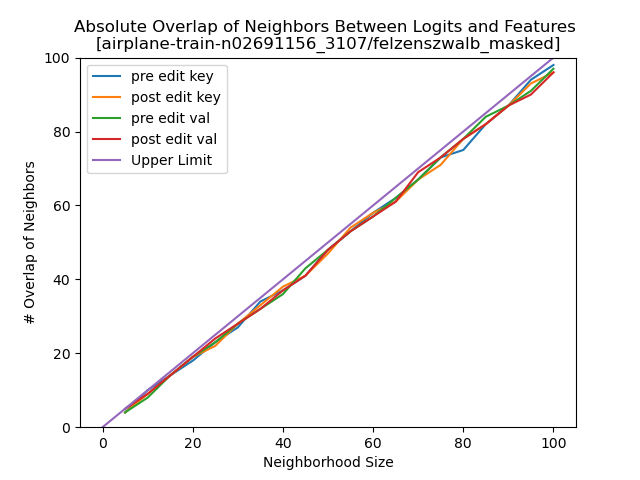 Absolute Overlap of Neighbors Between Logits and Features
[airplane-train-n02691156_3107/felzenszwalb_masked]
100
80
60
40
20
0
# Overlap of Neighbors
pre edit key
post edit key
pre edit val
post edit val
Upper Limit
0 20 40 60 80 100
Neighborhood Size